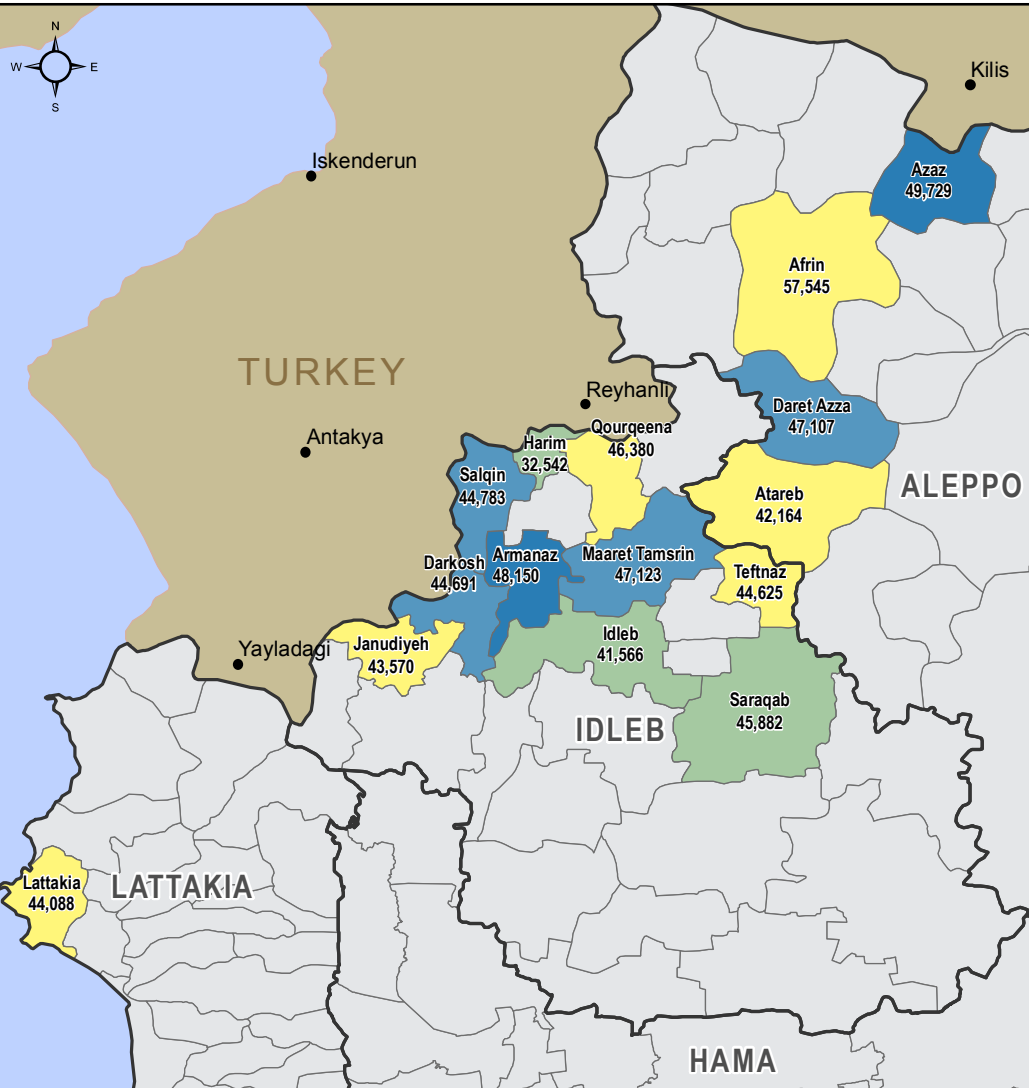 N
W
E
S
Kilis
Iskenderun
Azaz
49,729
Afrin
57,545
TURKEY
Reyhanli
Daret Azza
47,107
Antakya
Qourqeena
46,380
Harim
32,542
Salqin
44,783
ALEPPO
Atareb
42,164
Darkosh
44,691
Armanaz
48,150
Maaret Tamsrin
47,123
Teftnaz
44,625
Yayladagi
Janudiyeh
43,570
Idleb
41,566
Saraqab
45,882
IDLEB
Lattakia
44,088
LATTAKIA
HAMA